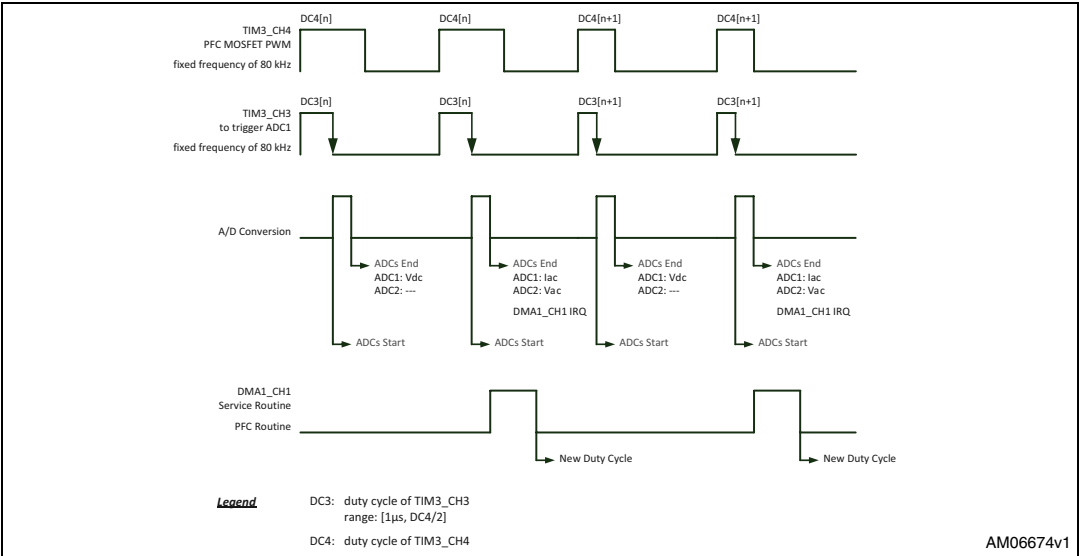 DC4[n] DC4[n] DC4[n+1] DC4[n+1]
TIM3_CH4
PFC MOSFET PWM
fixed frequency of 80 kHz
DC3[n] DC3[n] DC3[n+1] DC3[n+1]
TIM3_CH3
to trigger ADC1
fixed frequency of 80 kHz
A/D Conversion
ADCs End ADCs End ADCs End ADCs End
ADC1: Vdc ADC1: Iac ADC1: Vdc ADC1: Iac
ADC2: --- ADC2: Vac ADC2: --- ADC2: Vac
DMA1_CH1 IRQ DMA1_CH1 IRQ
ADCs Start ADCs Start ADCs Start ADCs Start
DMA1_CH1
Service Routine
PFC Routine
New Duty Cycle New Duty Cycle
Legend DC3: duty cycle of TIM3_CH3
range: [1µs, DC4/2]
DC4: duty cycle of TIM3_CH4
AM06674v1